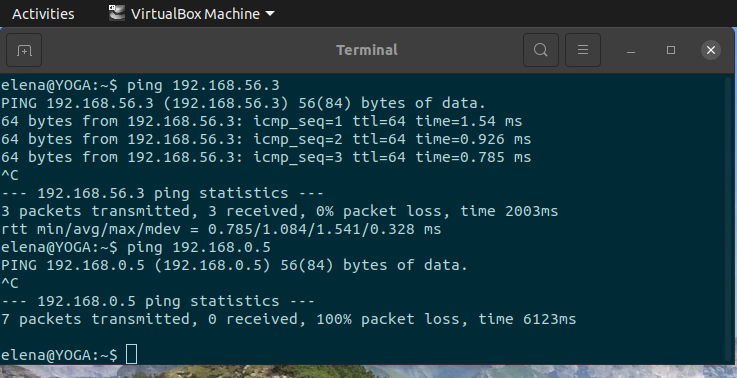 Activities VirtualBox Machine
Terminal
elena@YOGA:~$ ping 192.168.56.3
PING 192.168.56.3 (192.168.56.3) 56(84) bytes of data.
64 bytes from 192.168.56.3: icmp_seq=1 ttl=64 time=1.54 ms
64 bytes from 192.168.56.3: icmp_seq=2 ttl=64 time=0.926 ms
64 bytes from 192.168.56.3: icmp_seq=3 ttl=64 time=0.785 ms
^C
--- 192.168.56.3 ping statistics ---
3 packets transmitted, 3 received, 0% packet loss, time 2003ms
rtt min/avg/max/mdev = 0.785/1.084/1.541/0.328 ms
elena@YOGA:~$ ping 192.168.0.5
PING 192.168.0.5 (192.168.0.5) 56(84) bytes of data.
^C
--- 192.168.0.5 ping statistics ---
7 packets transmitted, 0 received, 100% packet loss, time 6123ms
elena@YOGA:~$